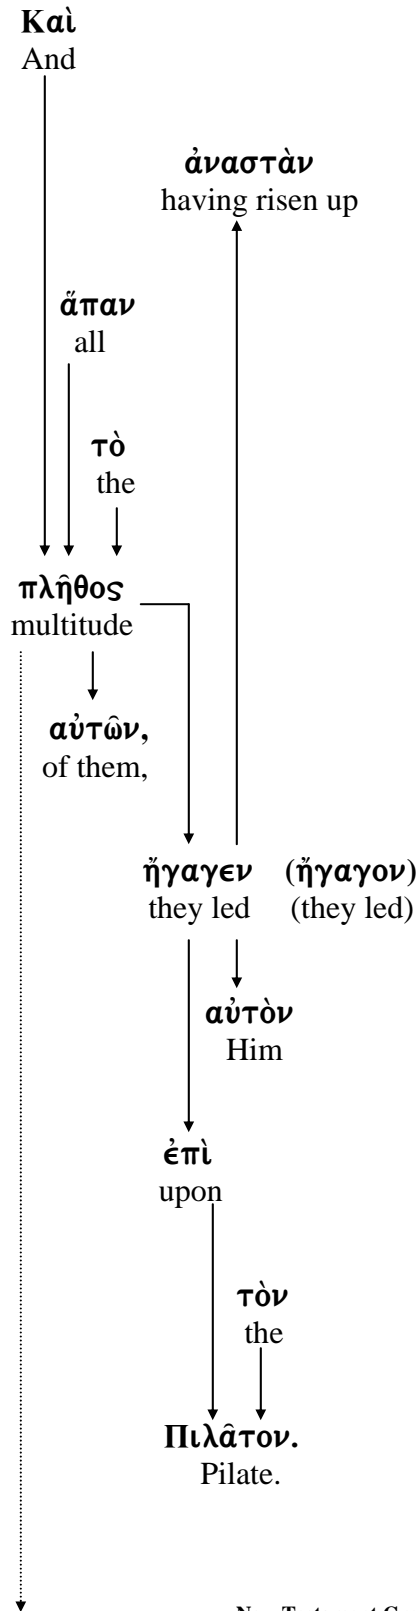 Καὶ
And
ἀναστὰν
having risen up
ἅπαν
all
τὸ
the
πλῆθος
multitude
αὐτῶν,
of them,
ἤγαγεν (ἤγαγον)
they led (they led)
αὐτὸν
Him
ἐπὶ
upon
τὸν
the
Πιλᾶτον.
Pilate.